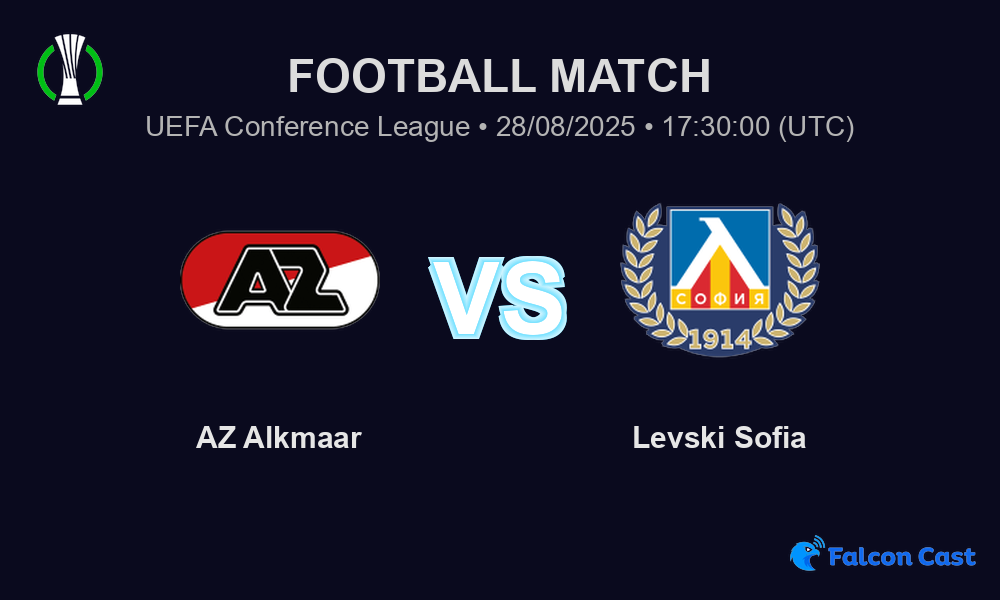 FOOTBALL MATCH
UEFA Conference League • 28/08/2025 • 17:30:00 (UTC)
AZ
VS
СОФИЯ
1914
AZ Alkmaar
Levski Sofia
Falcon Cast